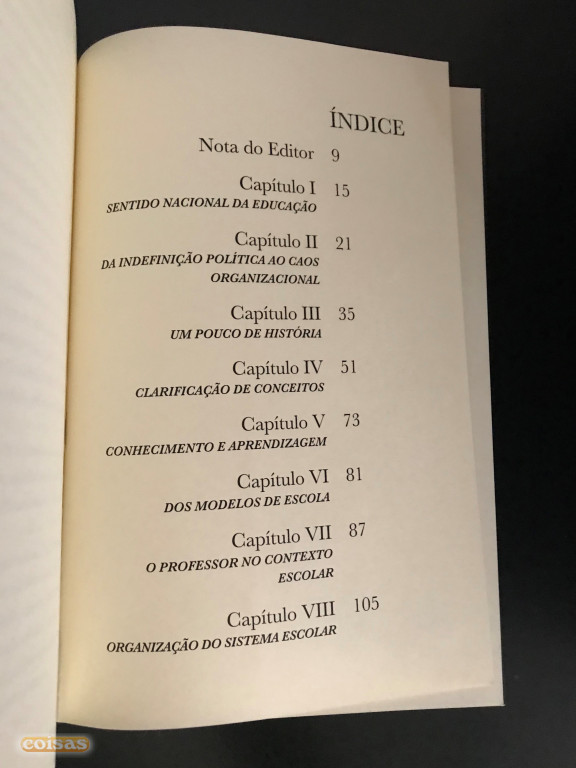 ÍNDICE
Nota do Editor 9
Capítulo I 15
SENTIDO NACIONAL DA EDUCAÇÃO
Capítulo II 21
DA INDEFINIÇÃO POLÍTICA AO CAOS
ORGANIZACIONAL
Capítulo III 35
UM POUCO DE HISTÓRIA
Capítulo IV 51
CLARIFICAÇÃO DE CONCEITOS
Capítulo V 73
CONHECIMENTO E APRENDIZAGEM
Capítulo VI 81
DOS MODELOS DE ESCOLA
Capítulo VII 87
O PROFESSOR NO CONTEXTO
ESCOLAR
Capítulo VIII 105
ORGANIZAÇÃO DO SISTEMA ESCOLAR
coisas